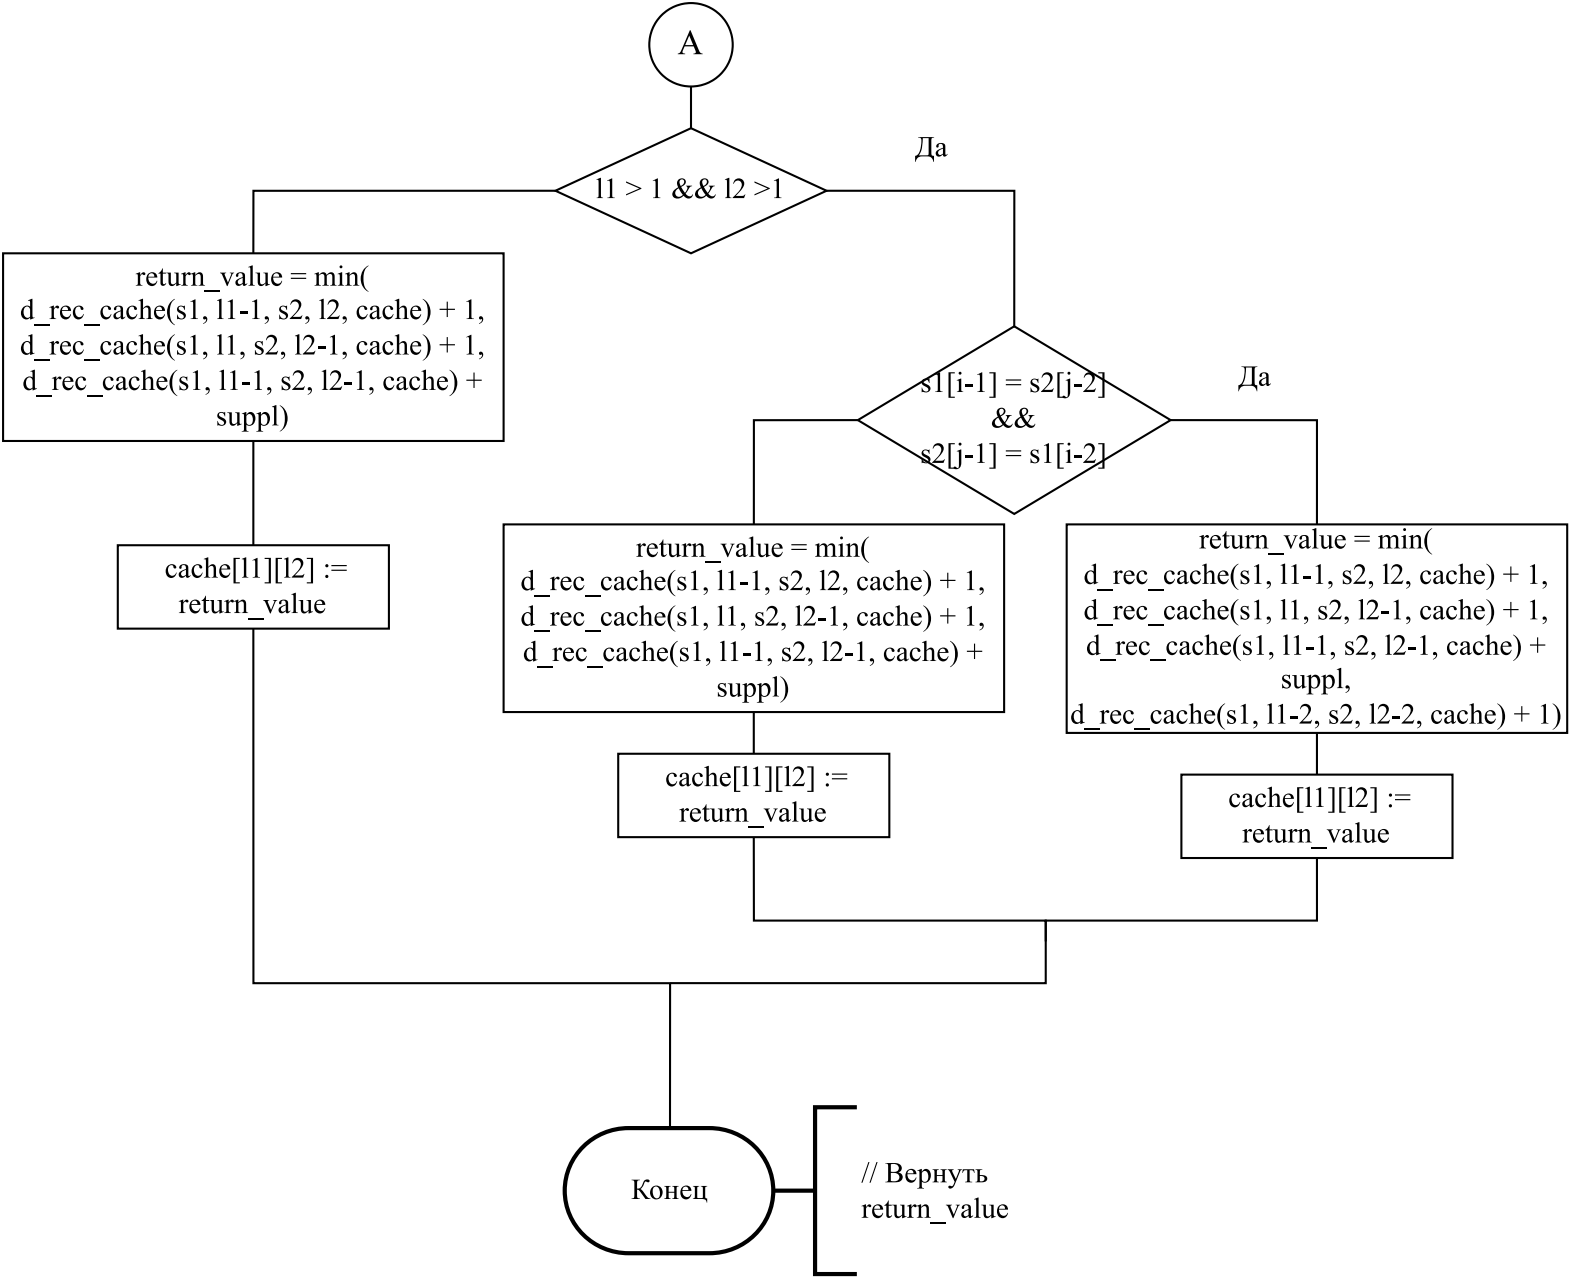 A
Да
l1 > 1 && l2 >1
return_value = min(
d_rec_cache(s1, l1-1, s2, l2, cache) + 1,
d_rec_cache(s1, l1, s2, l2-1, cache) + 1,
d_rec_cache(s1, l1-1, s2, l2-1, cache) +
suppl)
Да
s1[i-1] = s2[j-2]
&&
s2[j-1] = s1[i-2]
cache[l1][l2] :=
return_value
return_value = min(
d_rec_cache(s1, l1-1, s2, l2, cache) + 1,
d_rec_cache(s1, l1, s2, l2-1, cache) + 1,
d_rec_cache(s1, l1-1, s2, l2-1, cache) +
suppl)
return_value = min(
d_rec_cache(s1, l1-1, s2, l2, cache) + 1,
d_rec_cache(s1, l1, s2, l2-1, cache) + 1,
d_rec_cache(s1, l1-1, s2, l2-1, cache) +
suppl,
d_rec_cache(s1, l1-2, s2, l2-2, cache) + 1)
cache[l1][l2] :=
return_value
cache[l1][l2] :=
return_value
Конец
// Вернуть
return_value